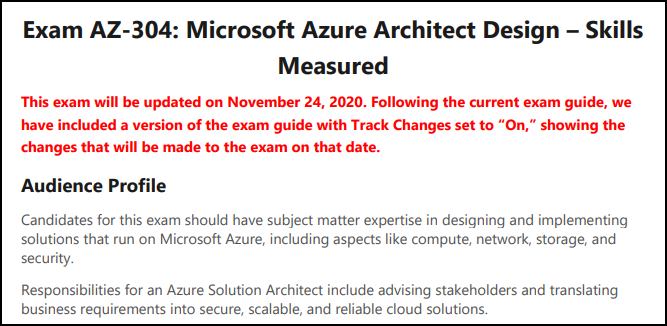 Exam AZ-304: Microsoft Azure Architect Design – Skills
Measured
This exam will be updated on November 24, 2020. Following the current exam guide, we
have included a version of the exam guide with Track Changes set to “On,” showing the
changes that will be made to the exam on that date.
Audience Profile
Candidates for this exam should have subject matter expertise in designing and implementing
solutions that run on Microsoft Azure, including aspects like compute, network, storage, and
security.
Responsibilities for an Azure Solution Architect include advising stakeholders and translating
business requirements into secure, scalable, and reliable cloud solutions.